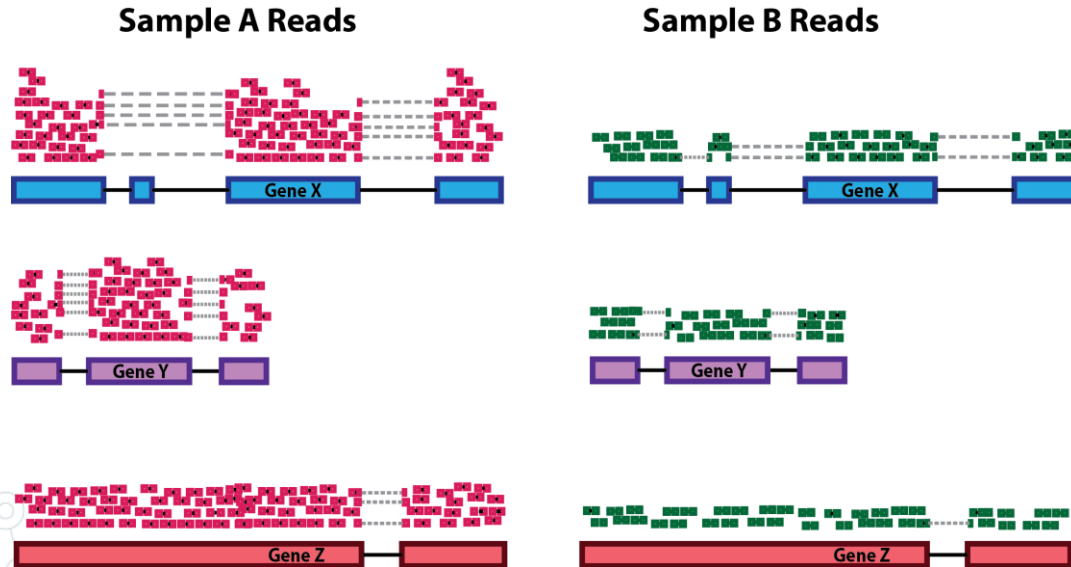 Sample A Reads
Sample B Reads
Gene X
Gene X
Gene Y
Gene Y
Gene Z
Gene Z